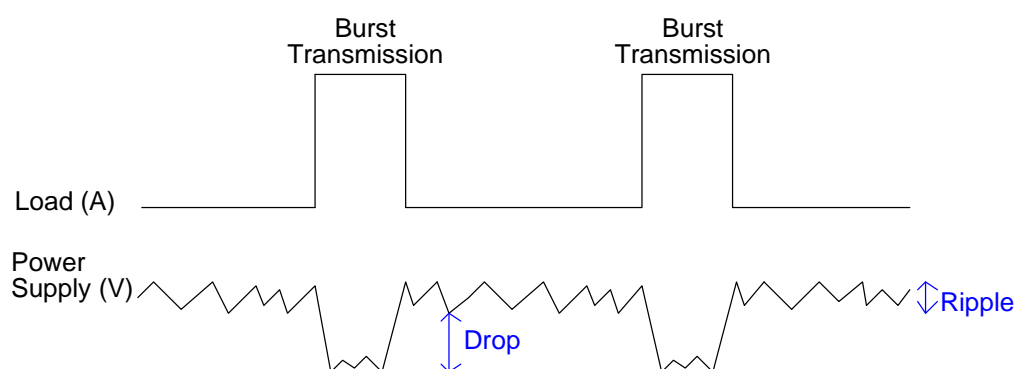 Burst
Transmission
Burst
Transmission
Load (A)
Power
Supply (V)
Ripple
Drop